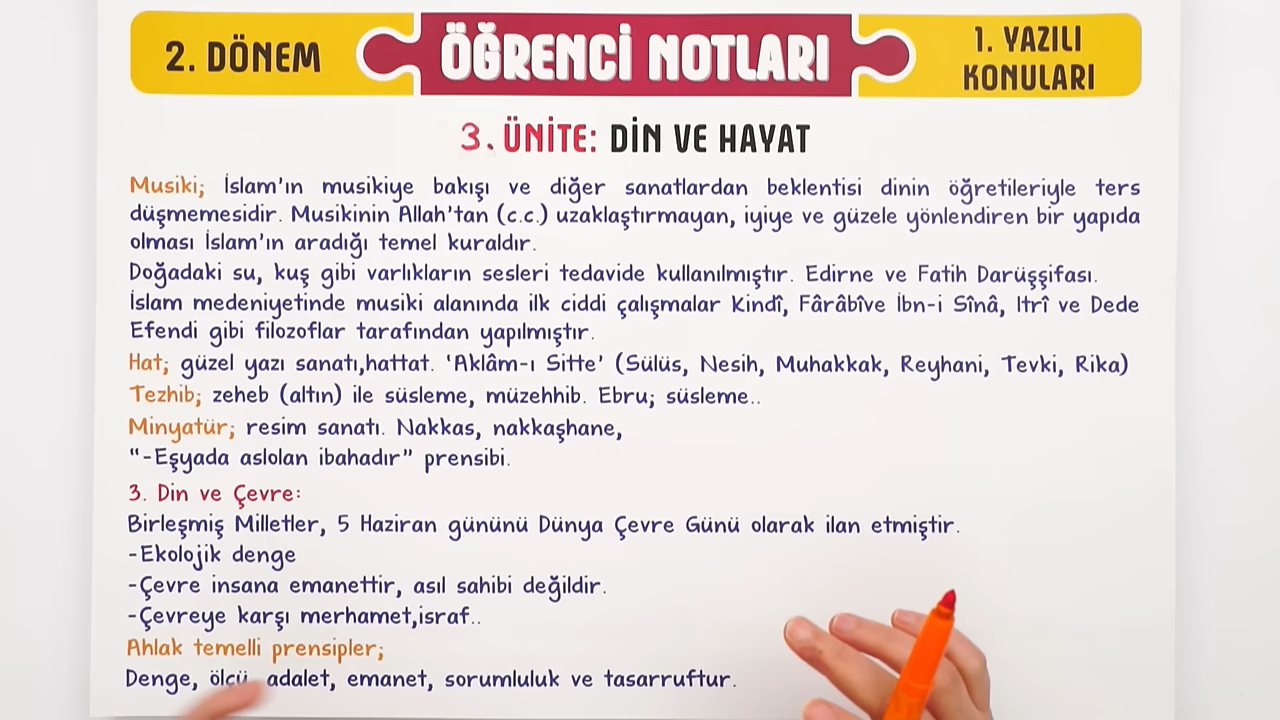 2. DÖNEM
ÖĞRENCİ NOTLARI
1. YAZILI
KONULARI
3. ÜNİTE: DİN VE HAYAT
Musiki; İslam'ın musikiye bakışı ve diğer sanatlardan beklentisi dinin öğretileriyle ters
düşmemesidir. Musikinin Allah'tan (c.c.) uzaklaştırmayan, iyiye ve güzele yönlendiren bir yapıda
olması İslam'ın aradığı temel kuraldır.
Doğadaki su, kuş gibi varlıkların sesleri tedavide kullanılmıştır. Edirne ve Fatih Darüşşifası.
İslam medeniyetinde musiki alanında ilk ciddi çalışmalar Kindî, Fârâbîve İbn-i Sînâ, Itrî ve Dede
Efendi gibi filozoflar tarafından yapılmıştır.
Hat; güzel yazı sanatı,hattat. 'Aklâm-ı Sitte' (Sülüs, Nesih, Muhakkak, Reyhani, Tevki, Rika)
Tezhib; zeheb (altın) ile süsleme, müzehhib. Ebru; süsleme..
Minyatür; resim sanatı. Nakkas, nakkaşhane,
"-Eşyada aslolan ibahadır" prensibi.
3. Din ve Çevre:
Birleşmiş Milletler, 5 Haziran gününü Dünya Çevre Günü olarak ilan etmiştir.
-Ekolojik denge
-Çevre insana emanettir, asıl sahibi değildir.
-Çevreye karşı merhamet,israf..
Ahlak temelli prensipler;
Denge, ölçü, adalet, emanet, sorumluluk ve tasarruftur.